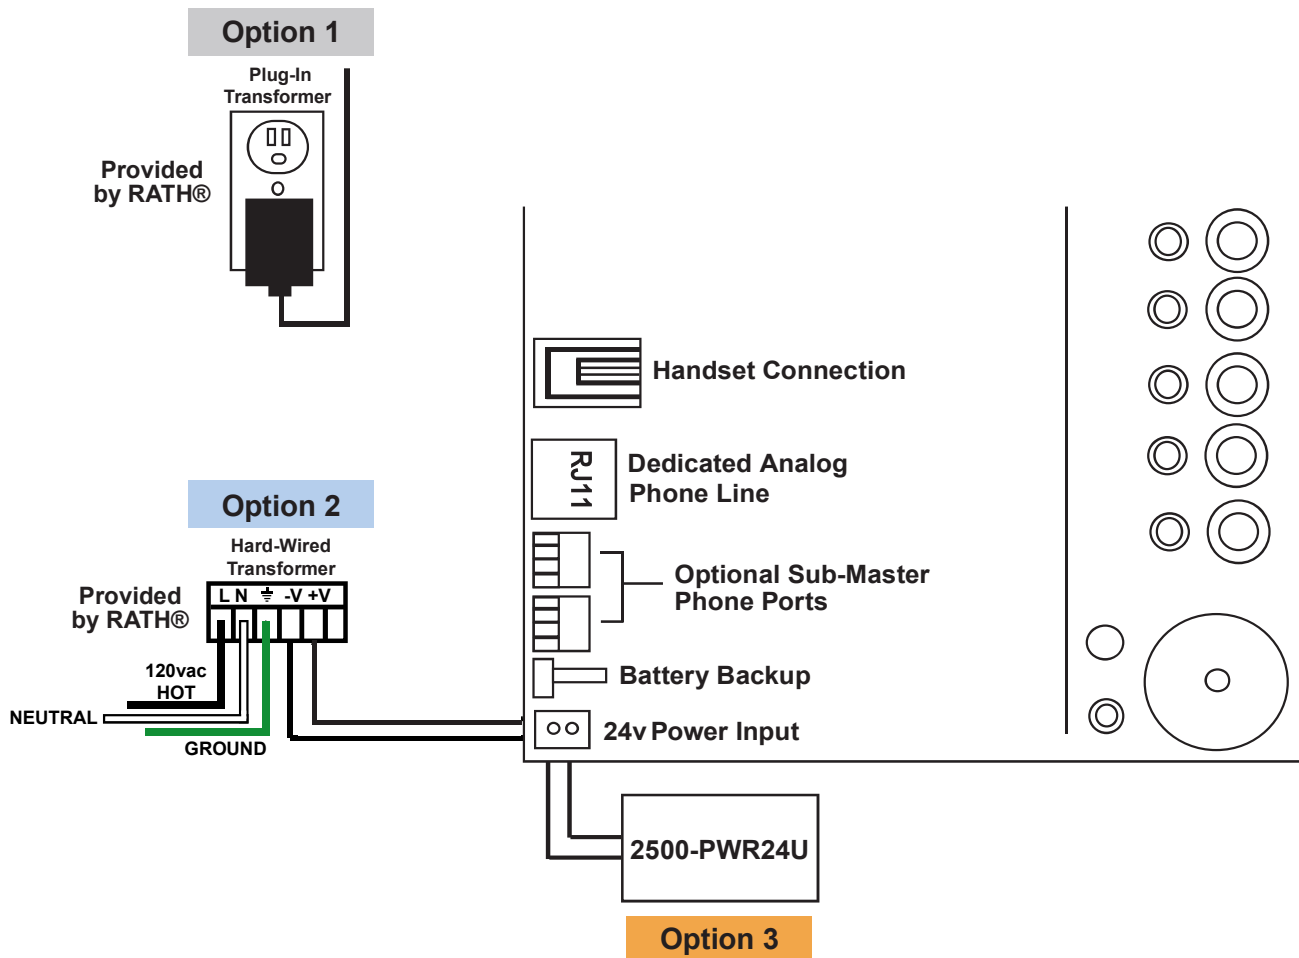 Option 1
Plug-In
Transformer
Provided
by RATH®
Handset Connection
RJ11
Dedicated Analog
Phone Line
Option 2
Hard-Wired
Transformer
Provided
by RATH®
L N -V +V
Optional Sub-Master
Phone Ports
120vac
HOT
NEUTRAL
GROUND
Battery Backup
24v Power Input
2500-PWR24U
Option 3